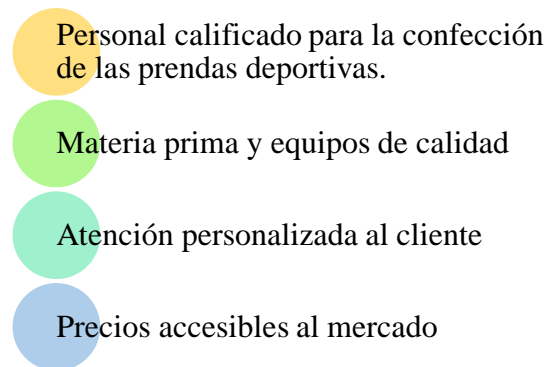 Personal calificado para la confección
de las prendas deportivas.
Materia prima y equipos de calidad
Atención personalizada al cliente
Precios accesibles al mercado